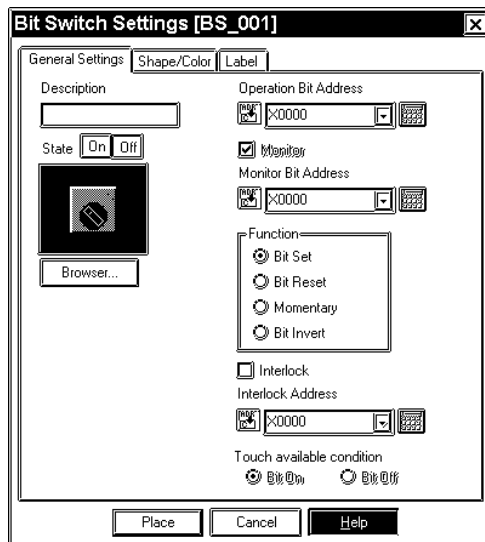 Bit Switch Settings [BS_001]
General Settings Shape/Color Label
Description
Operation Bit Address
X0000
State On Off
Monitor
Monitor Bit Address
X0000
Browser...
Function
Bit Set
Bit Reset
Momentary
Bit Invert
Interlock
Interlock Address
X0000
Touch available condition
Bit On Bit Off
Place Cancel Help